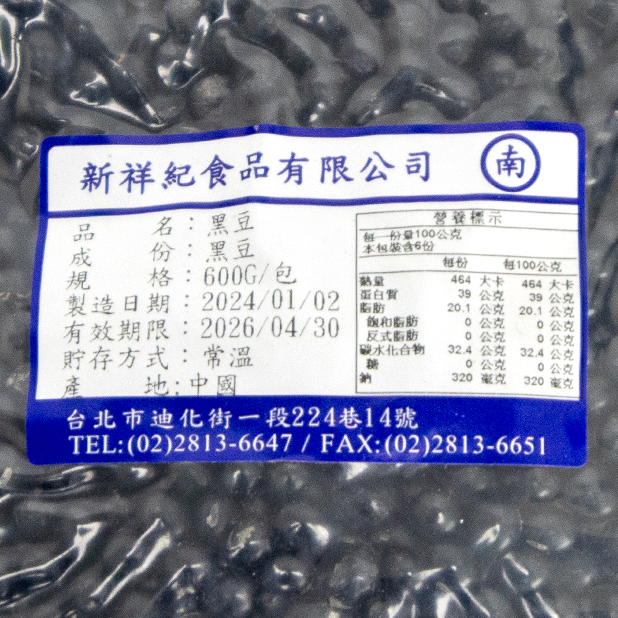 新祥紀食品有限公司 南
品名：黑豆
成份：黑豆
規格：600G/包
製造日期：2024/01/02
有效期限：2026/04/30
貯存方式：常溫
產地:中國
營養標示
每一份量100公克
本包裝含6份
每份 每100公克
熱量 464 大卡 464 大卡
蛋白質 39 公克 39 公克
脂肪 20.1 公克 20.1 公克
飽和脂肪 0 公克 0 公克
反式脂肪 0 公克 0 公克
碳水化合物 32.4 公克 32.4 公克
糖 0 公克 0 公克
鈉 320 毫克 320 毫克
台北市迪化街一段224巷14號
TEL:(02)2813-6647 / FAX:(02)2813-6651